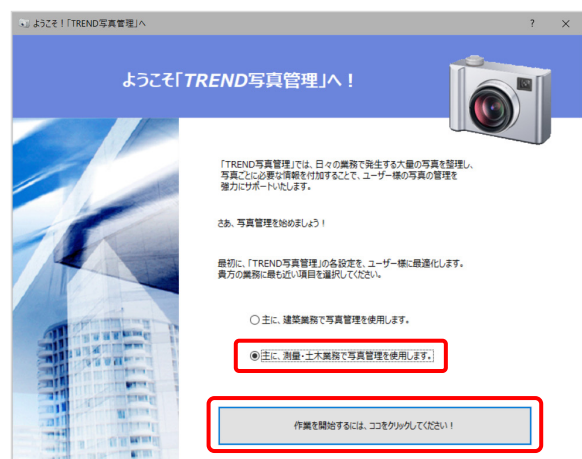 ようこそ!「TREND写真管理」へ
ようこそ「TREND写真管理」へ!
「TREND写真管理」では、日々の業務で発生する大量の写真を整理し、
写真ごとに必要な情報を付加することで、ユーザー様の写真の管理を
強力にサポートいたします。
さあ、写真管理を始めましょう!
最初に、「TREND写真管理」の各設定を、ユーザー様に最適化します。
貴方の業務に最も近い項目を選択してください。
主に、建築業務で写真管理を使用します。
主に、測量・土木業務で写真管理を使用します。
作業を開始するには、ココをクリックしてください!